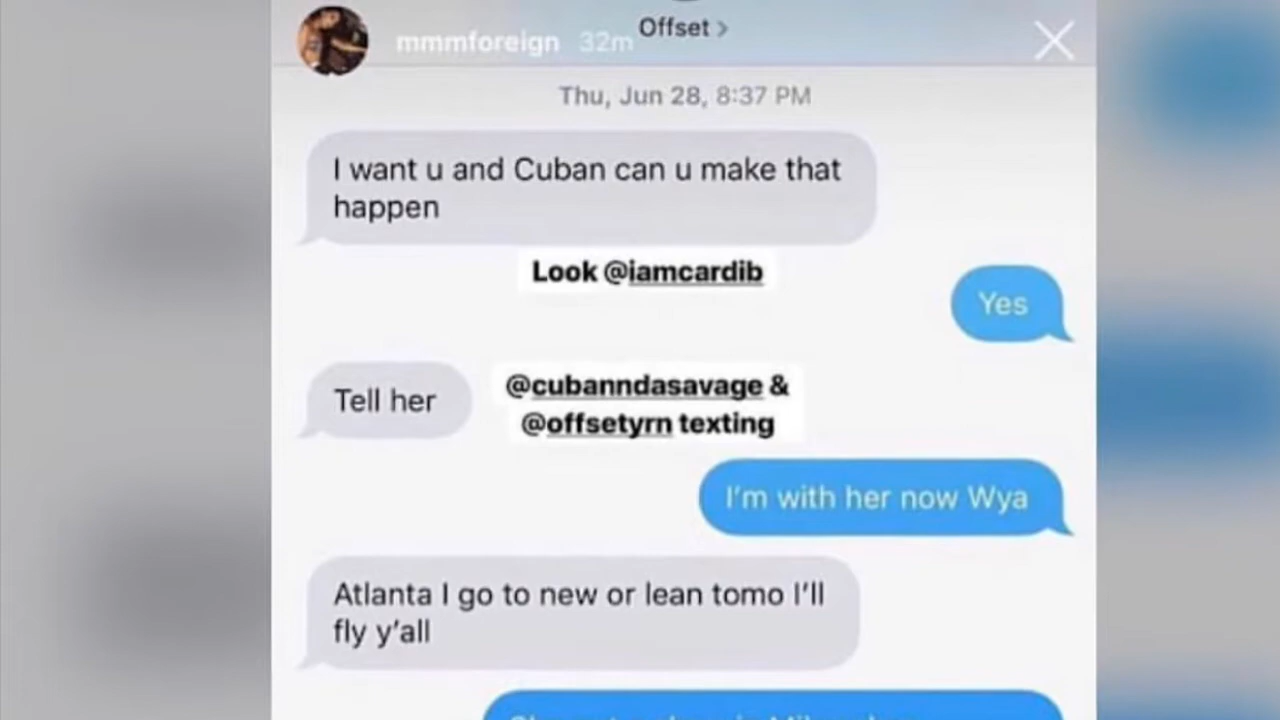 Offset >
mmmforeign 32m
Thu, Jun 28, 8:37 PM
I want u and Cuban can u make that
happen
Look @iamcardib
Yes
Tell her
@cubanndasavage &
@offsetyrn texting
I'm with her now Wya
Atlanta I go to new or lean tomo I'll
fly y'all